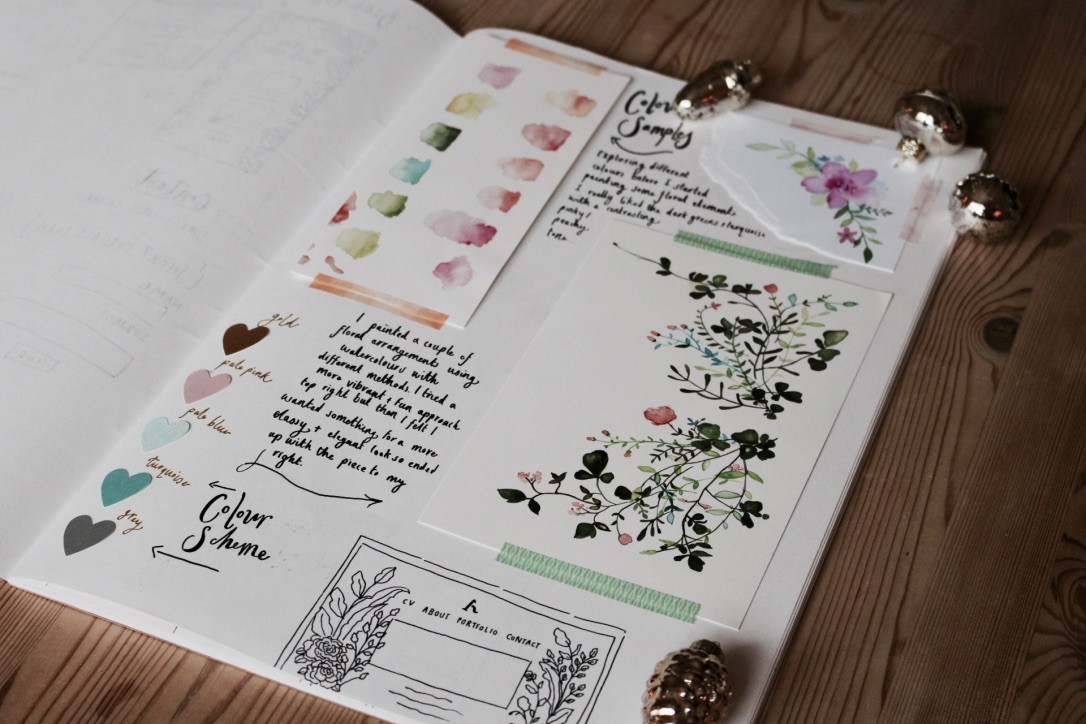 Colour
Samples
Exploring different
colours before I started
painting some floral elements
I really liked the dark greens + turquoise
with a contrasting
pinky/
peachy
tone.
I painted a couple of
floral arrangements using
watercolours with
different methods. I tried a
more vibrant + fun approach
top right but then I felt I
wanted something for a more
classy + elegant look so ended
up with the piece to my
right.
gold
pale pink
pale blue
turquoise
grey
Colour
Scheme
CV ABOUT PORTFOLIO CONTACT